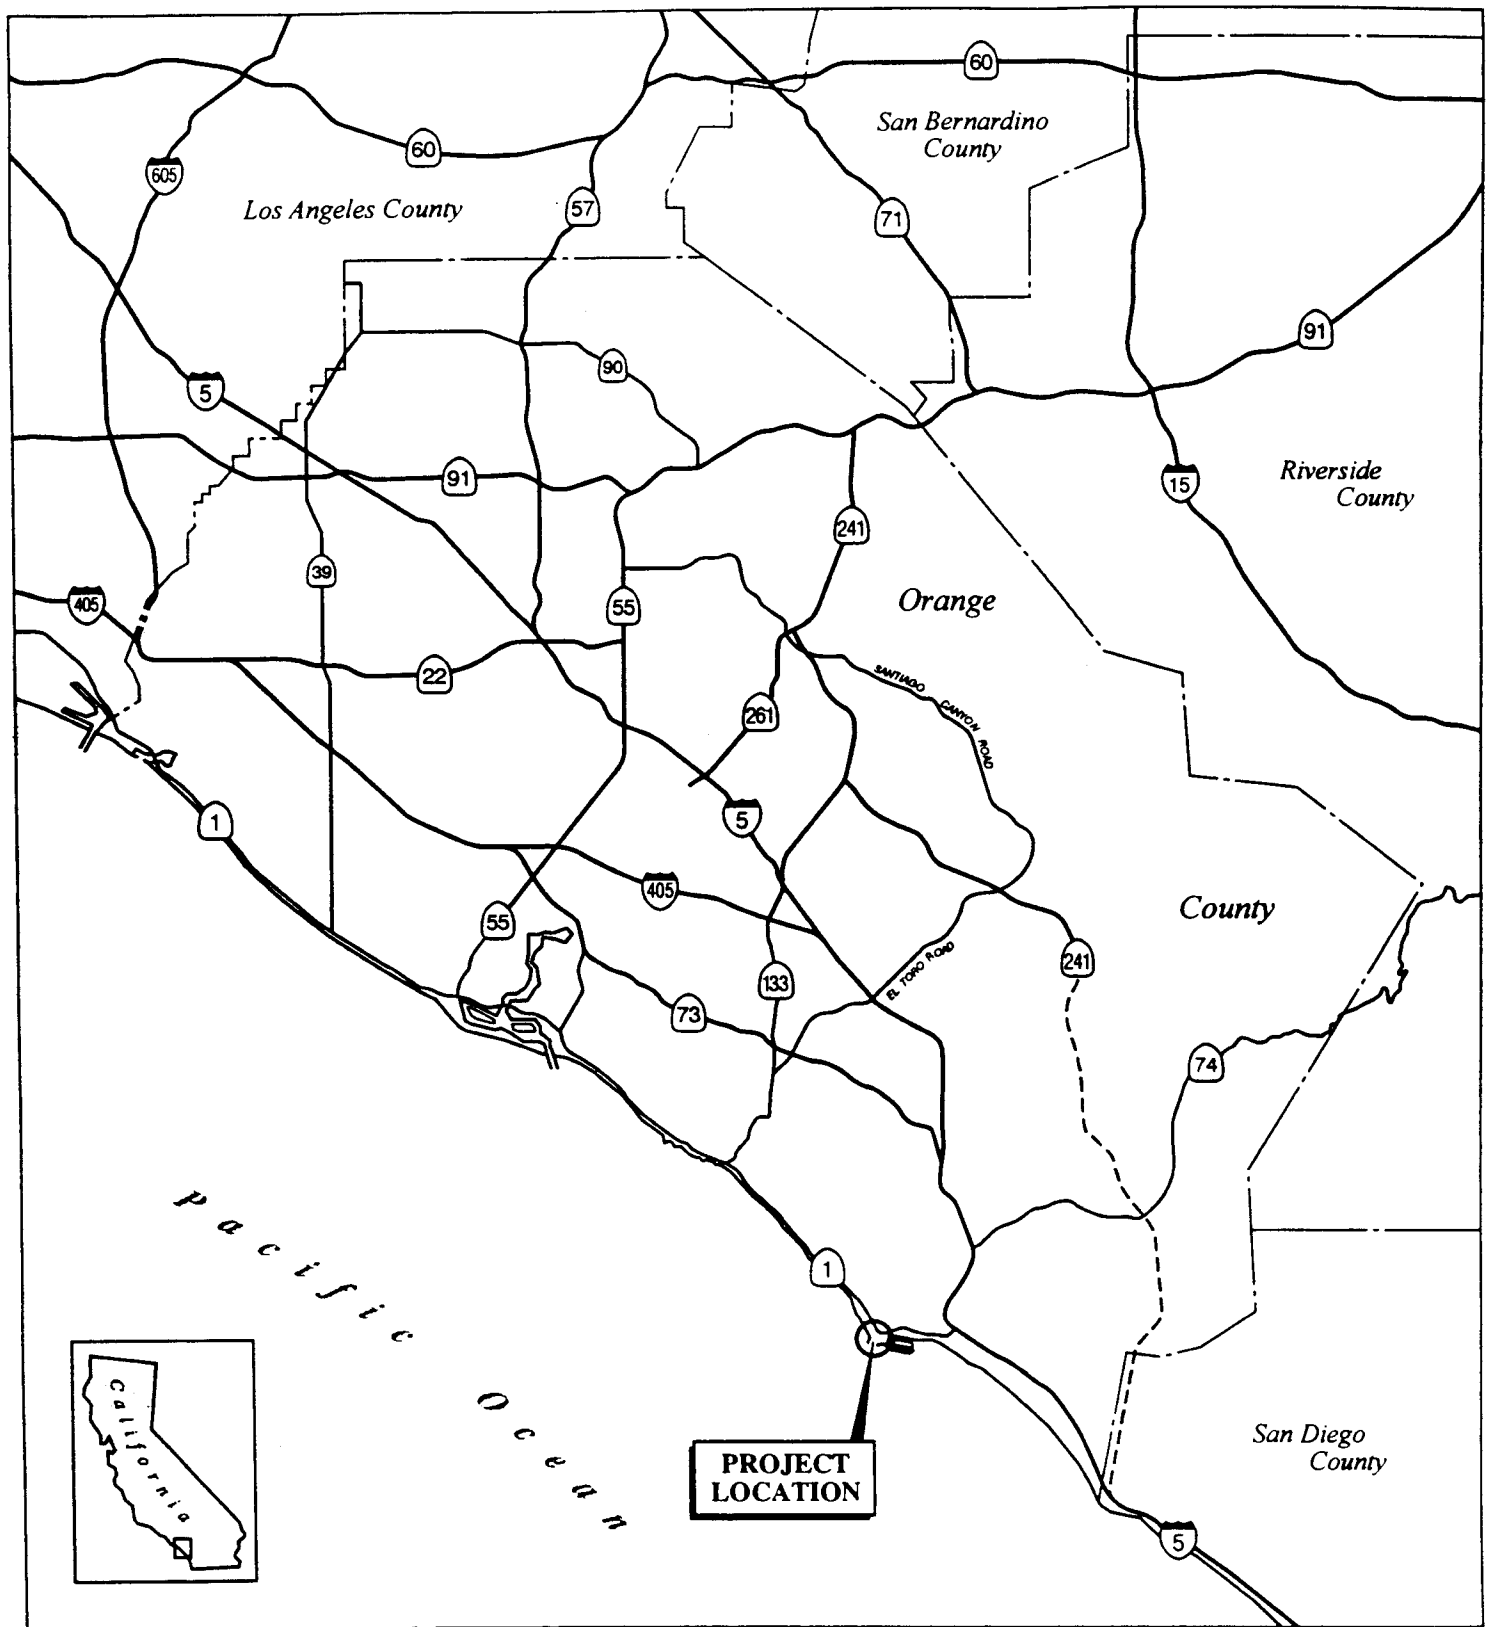 60
San Bernardino
County
60
605
Los Angeles County
57
71
91
90
5
91
Riverside
County
15
241
39
405
55
Orange
22
SANTIAGO CANYON ROAD
261
1
5
405
County
55
241
EL TORO ROAD
133
73
74
Pacific
Ocean
1
California
PROJECT
LOCATION
San Diego
County
5